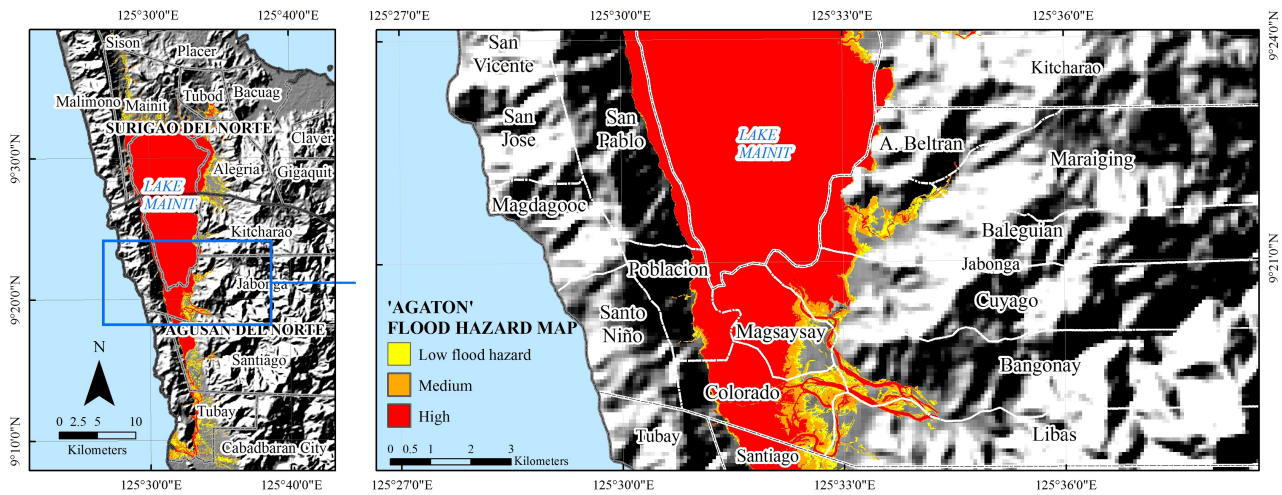 125°30'0"E
125°40'0"E
Sison
Placer
Malimono
Mainit
Tubod
Bacuag
SURIGAO DEL NORTE
Claver
Alegria
Gigaquit
LAKE
MAINIT
Kitcharao
Jabonga
AGUSAN DEL NORTE
Santiago
Tubay
Cabadbaran City
9°30'0"N
9°20'0"N
9°10'0"N
N
0 2.5 5 10
Kilometers
125°30'0"E
125°40'0"E
125°27'0"E
125°30'0"E
125°33'0"E
125°36'0"E
San
Vicente
San
Jose
San
Pablo
LAKE
MAINIT
Kitcharao
A. Beltran
Maraiging
Magdagooc
Baleguian
Poblacion
Jabonga
Cuyago
Santo
Niño
Magsaysay
Bangonay
Colorado
Libas
Tubay
Santiago
'AGATON'
FLOOD HAZARD MAP
Low flood hazard
Medium
High
0 0.5 1 2 3
Kilometers
9°24'0"N
9°21'0"N
125°27'0"E
125°30'0"E
125°33'0"E
125°36'0"E